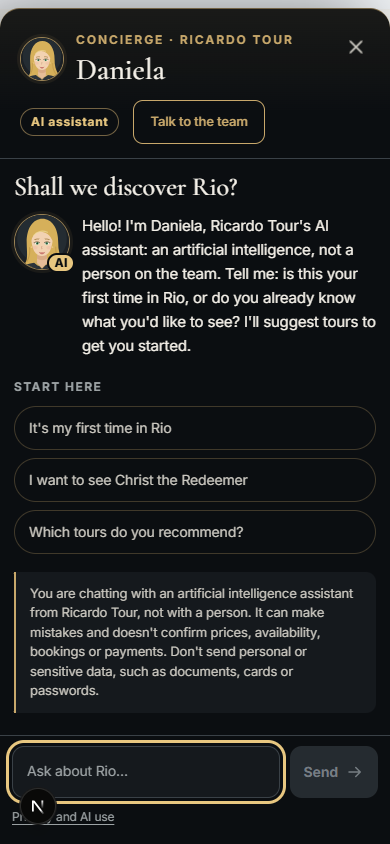 CONCIERGE · RICARDO TOUR
Daniela
AI assistant
Talk to the team
Shall we discover Rio?
AI
Hello! I'm Daniela, Ricardo Tour's AI
assistant: an artificial intelligence, not a
person on the team. Tell me: is this your
first time in Rio, or do you already know
what you'd like to see? I'll suggest tours to
get you started.
START HERE
It's my first time in Rio
I want to see Christ the Redeemer
Which tours do you recommend?
You are chatting with an artificial intelligence assistant
from Ricardo Tour, not with a person. It can make
mistakes and doesn't confirm prices, availability,
bookings or payments. Don't send personal or
sensitive data, such as documents, cards or
passwords.
Ask about Rio...
Send →
N
and AI use